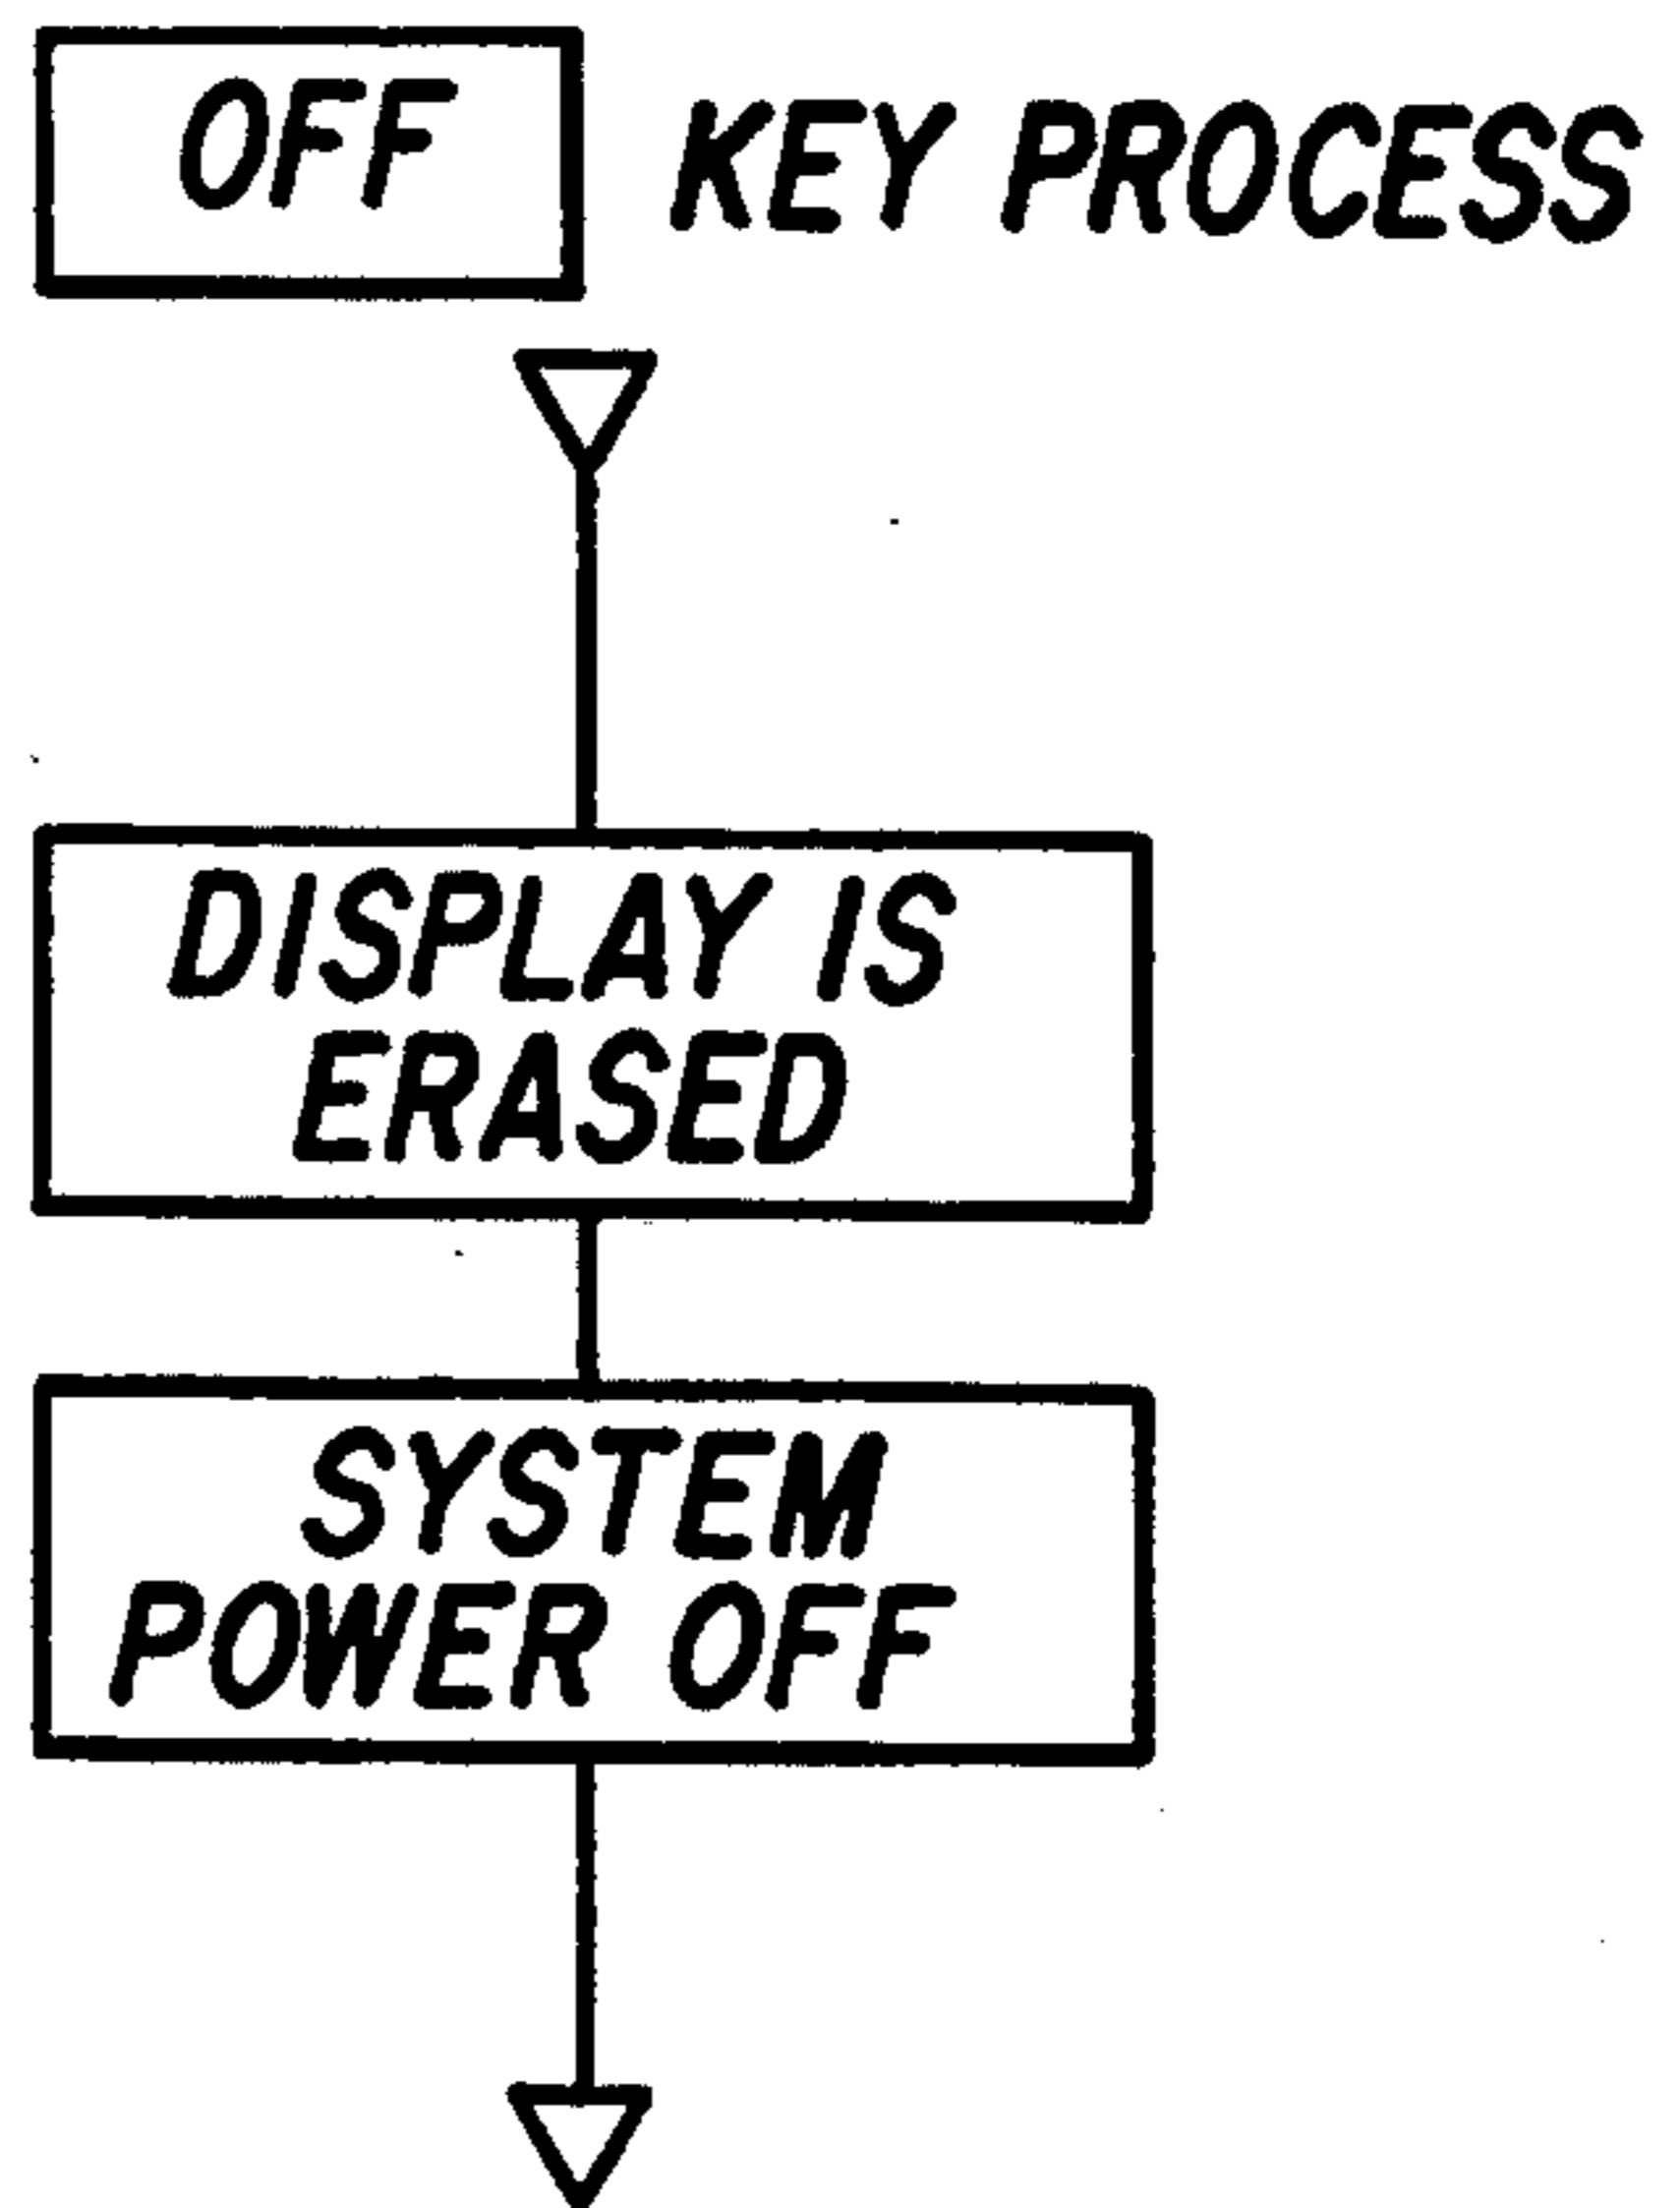 OFF KEY PROCESS
DISPLAY IS
ERASED
SYSTEM
POWER OFF